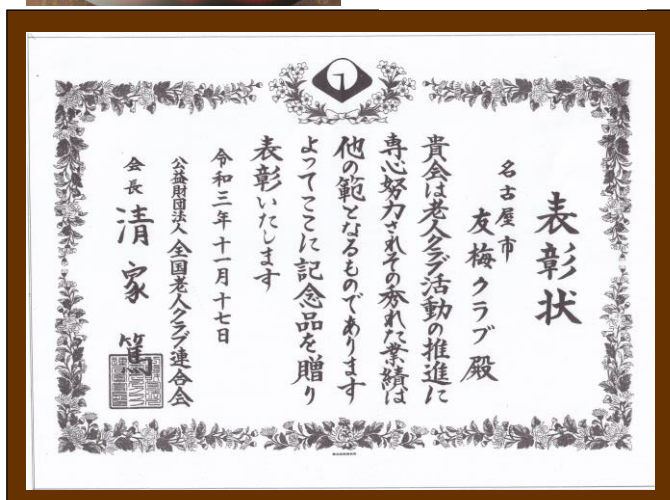 表彰状
名古屋市
友梅クラブ殿
貴会は老人クラブ活動の推進に
専心努力されその秀れた業績は
他の範となるものであります
よってここに記念品を贈り
表彰いたします
令和三年十一月十七日
公益財団法人 全国老人クラブ連合会
会長 清家 篤